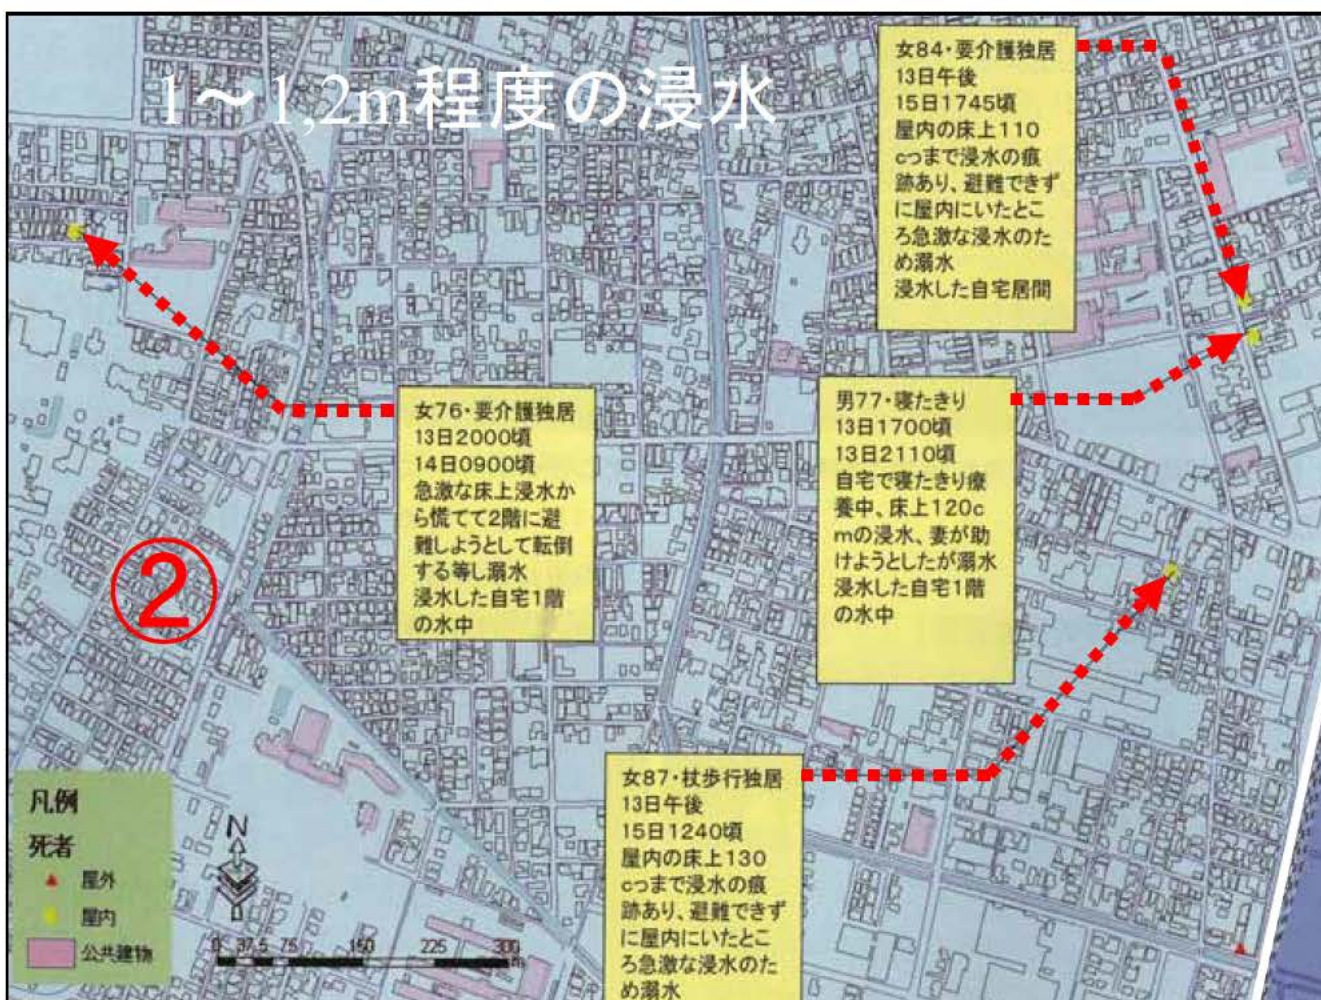 1～1,2m程度の浸水
女84・要介護独居
13日午後
15日1745頃
屋内の床上110
cっまで浸水の痕
跡あり、避難できず
に屋内にいたとこ
ろ急激な浸水のた
め溺水
浸水した自宅居間
女76・要介護独居
13日2000頃
14日0900頃
急激な床上浸水か
ら慌てて2階に避
難しようとして転倒
する等し溺水
浸水した自宅1階
の水中
男77・寝たきり
13日1700頃
13日2110頃
自宅で寝たきり療
養中、床上120c
mの浸水、妻が助
けようとしたが溺水
浸水した自宅1階
の水中
②
女87・杖歩行独居
13日午後
15日1240頃
屋内の床上130
cっまで浸水の痕
跡あり、避難できず
に屋内にいたとこ
ろ急激な浸水のた
め溺水
凡例
死者
屋外
屋内
公共建物
N
0 37.5 75 150 225 300
m